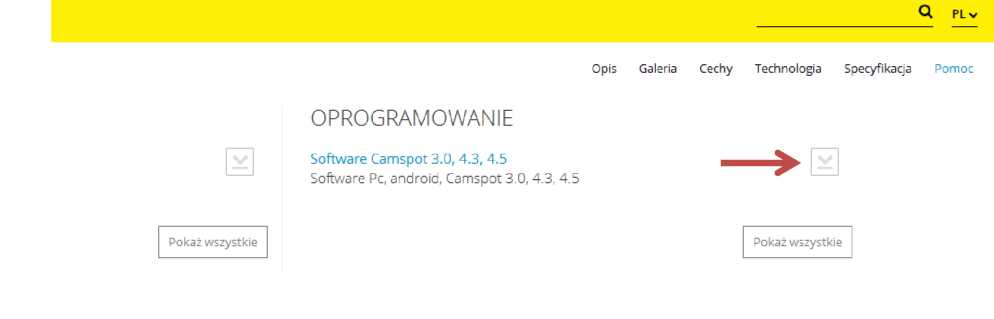 PL
Opis Galeria Cechy Technologia Specyfikacja Pomoc
OPROGRAMOWANIE
Software Camspot 3.0, 4.3, 4.5
Software Pc, android, Camspot 3.0, 4.3, 4.5
Pokaż wszystkie Pokaż wszystkie